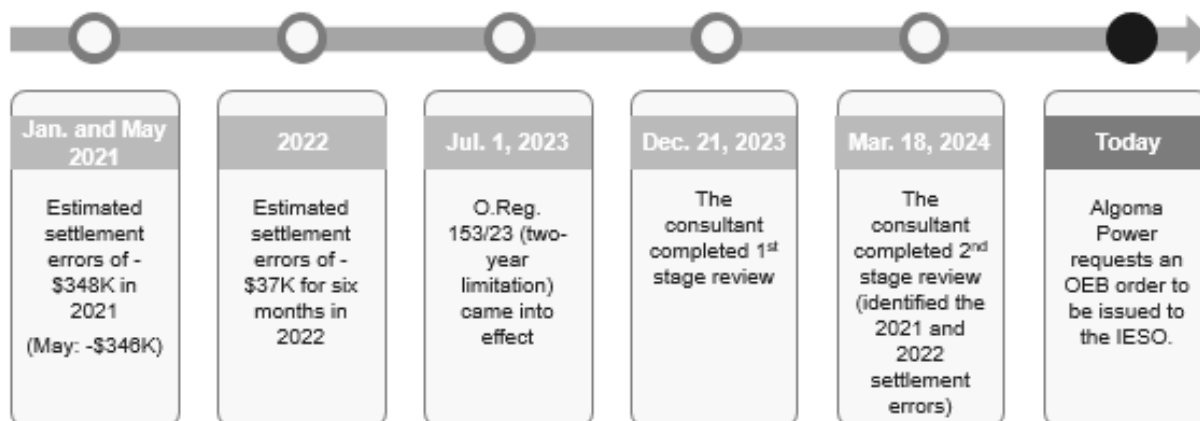 Jan. and May
2021
Estimated
settlement
errors of -
$348K in
2021
(May: -$346K)
2022
Estimated
settlement
errors of -
$37K for six
months in
2022
Jul. 1, 2023
O.Reg.
153/23 (two-
year
limitation)
came into
effect
Dec. 21, 2023
The
consultant
completed 1st
stage review
Mar. 18, 2024
The
consultant
completed 2nd
stage review
(identified the
2021 and
2022
settlement
errors)
Today
Algoma
Power
requests an
OEB order to
be issued to
the IESO.